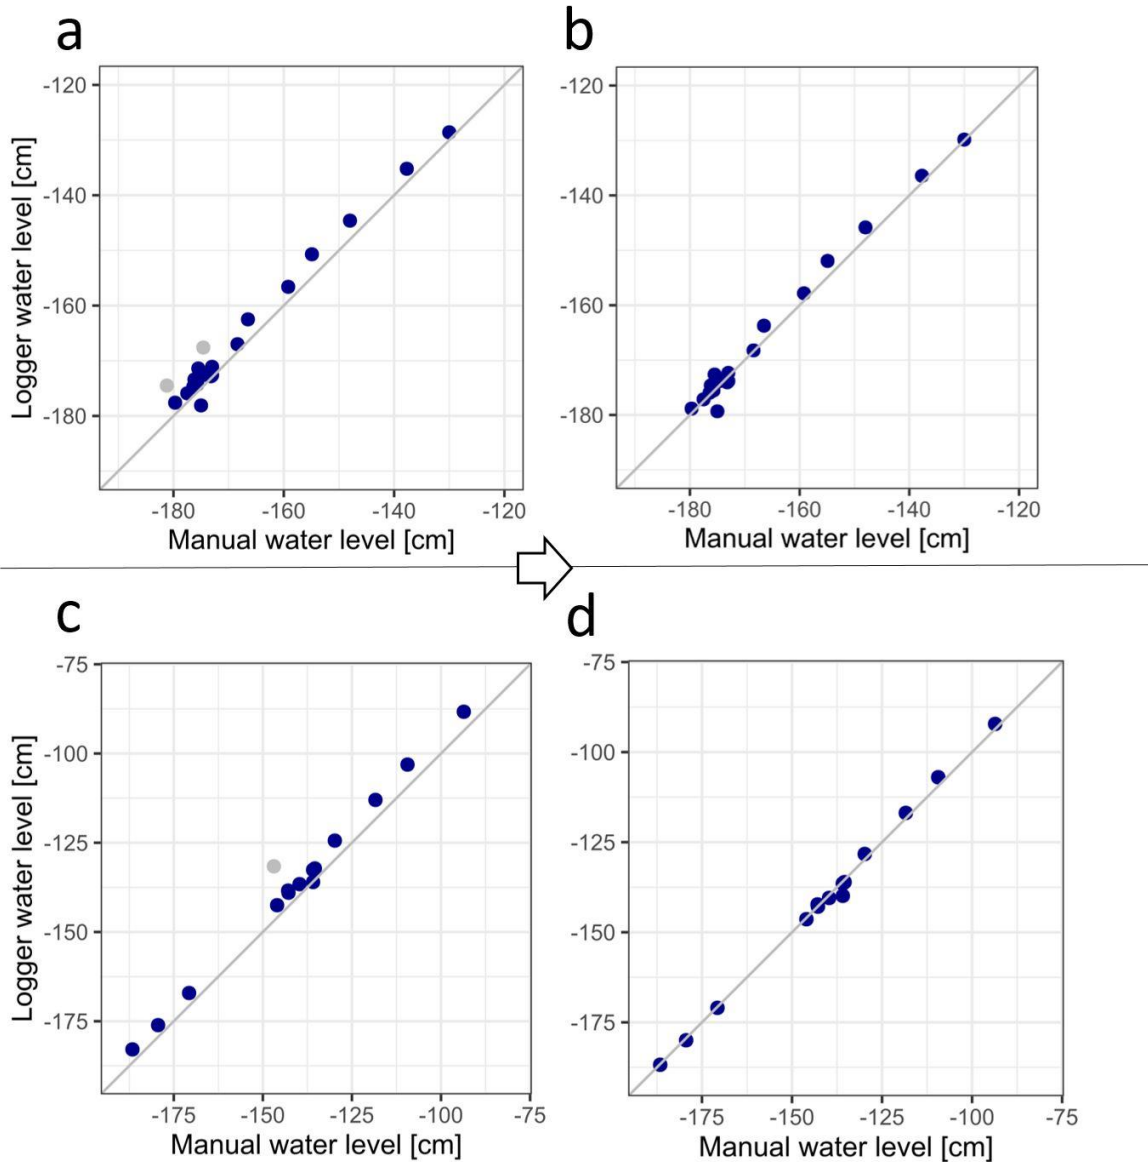 a
b
-120
-140
-160
-180
Logger water level [cm]
-180 -160 -140 -120
Manual water level [cm]
-120
-140
-160
-180
-180 -160 -140 -120
Manual water level [cm]
c
d
-75
-100
-125
-150
-175
Logger water level [cm]
-175 -150 -125 -100 -75
Manual water level [cm]
-75
-100
-125
-150
-175
-175 -150 -125 -100 -75
Manual water level [cm]